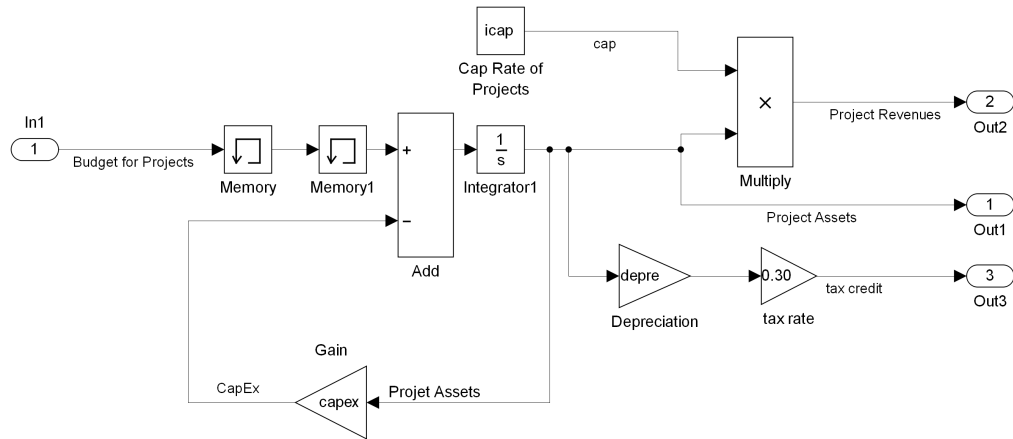 icap
cap
Cap Rate of
Projects
×
Project Revenues
2
Out2
In1
1
Budget for Projects
Memory
Memory1
+
−
Add
1
s
Integrator1
Multiply
Project Assets
1
Out1
depre
Depreciation
0.30
tax rate
tax credit
3
Out3
Gain
CapEx
capex
Projet Assets